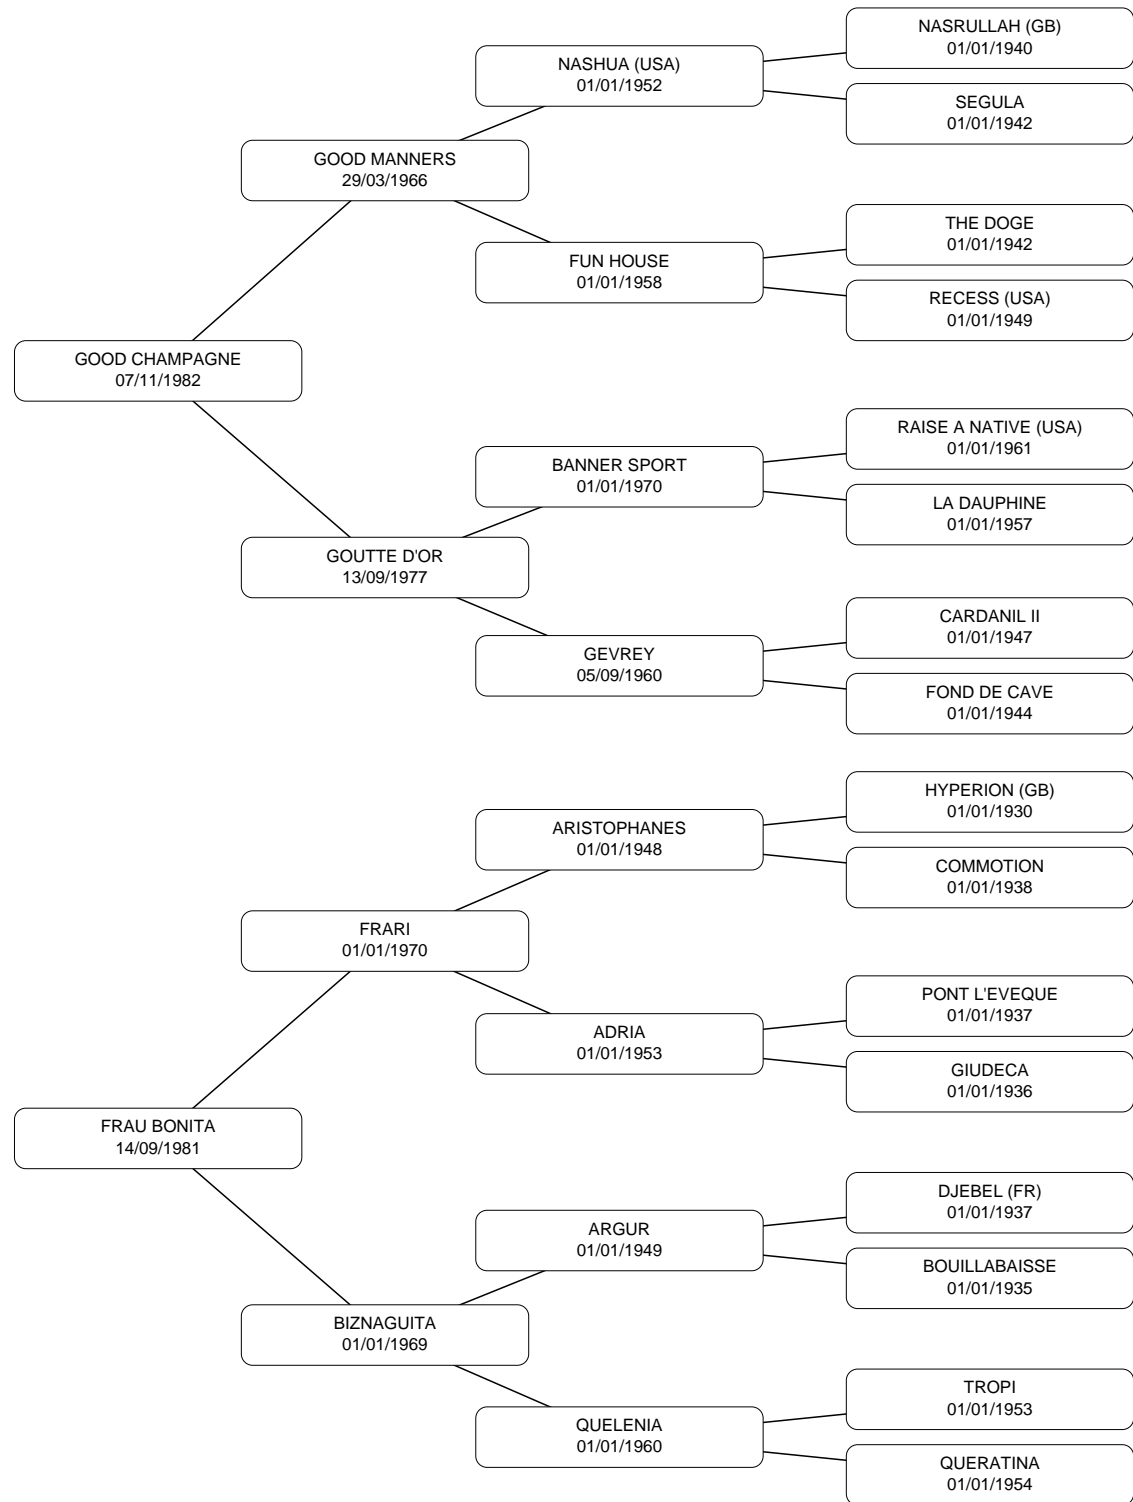 NASRULLAH (GB)
01/01/1940
NASHUA (USA)
01/01/1952
SEGULA
01/01/1942
GOOD MANNERS
29/03/1966
THE DOGE
01/01/1942
FUN HOUSE
01/01/1958
RECESS (USA)
01/01/1949
GOOD CHAMPAGNE
07/11/1982
RAISE A NATIVE (USA)
01/01/1961
BANNER SPORT
01/01/1970
LA DAUPHINE
01/01/1957
GOUTTE D'OR
13/09/1977
CARDANIL II
01/01/1947
GEVREY
05/09/1960
FOND DE CAVE
01/01/1944
HYPERION (GB)
01/01/1930
ARISTOPHANES
01/01/1948
COMMOTION
01/01/1938
FRARI
01/01/1970
PONT L'EVEQUE
01/01/1937
ADRIA
01/01/1953
GIUDECA
01/01/1936
FRAU BONITA
14/09/1981
DJEBEL (FR)
01/01/1937
ARGUR
01/01/1949
BOUILLABAISSE
01/01/1935
BIZNAGUITA
01/01/1969
TROPI
01/01/1953
QUELENIA
01/01/1960
QUERATINA
01/01/1954